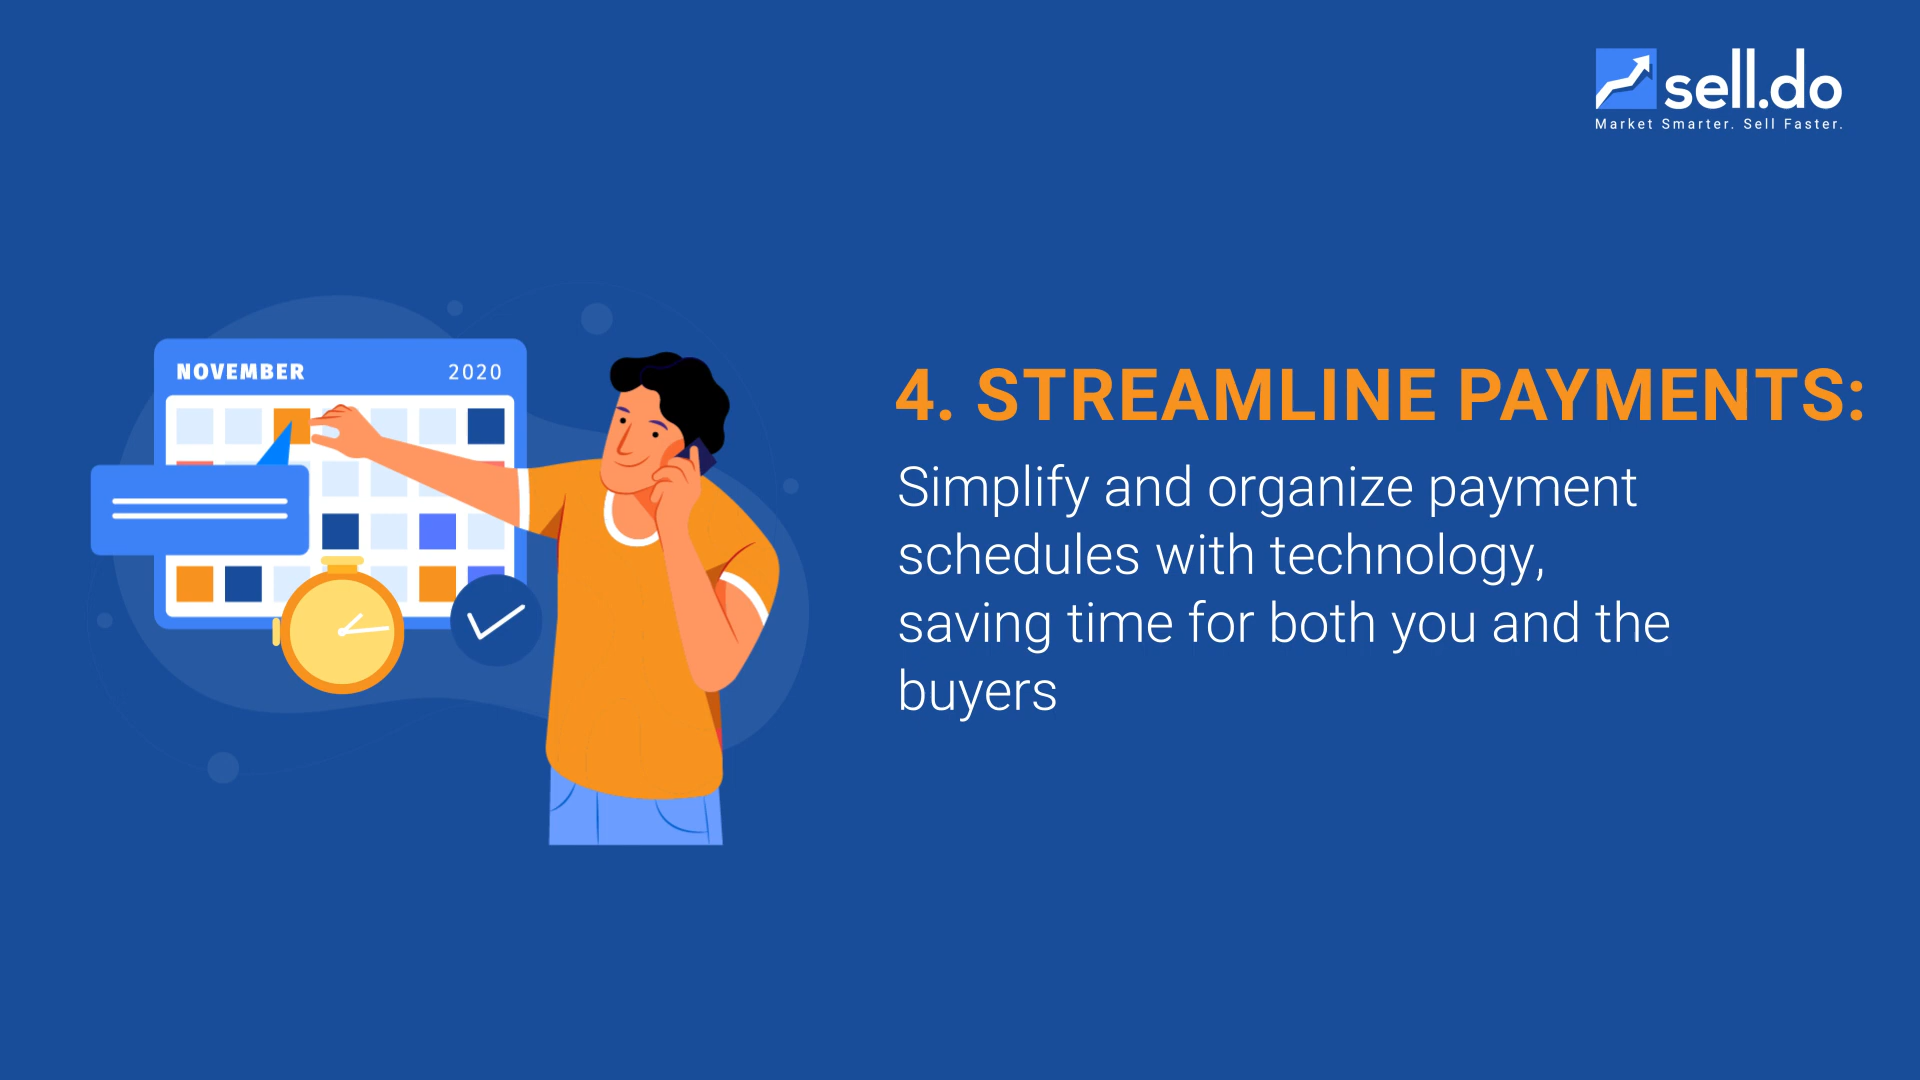 sell.do
Market Smarter. Sell Faster.
NOVEMBER 2020
4. STREAMLINE PAYMENTS:
Simplify and organize payment
schedules with technology,
saving time for both you and the
buyers